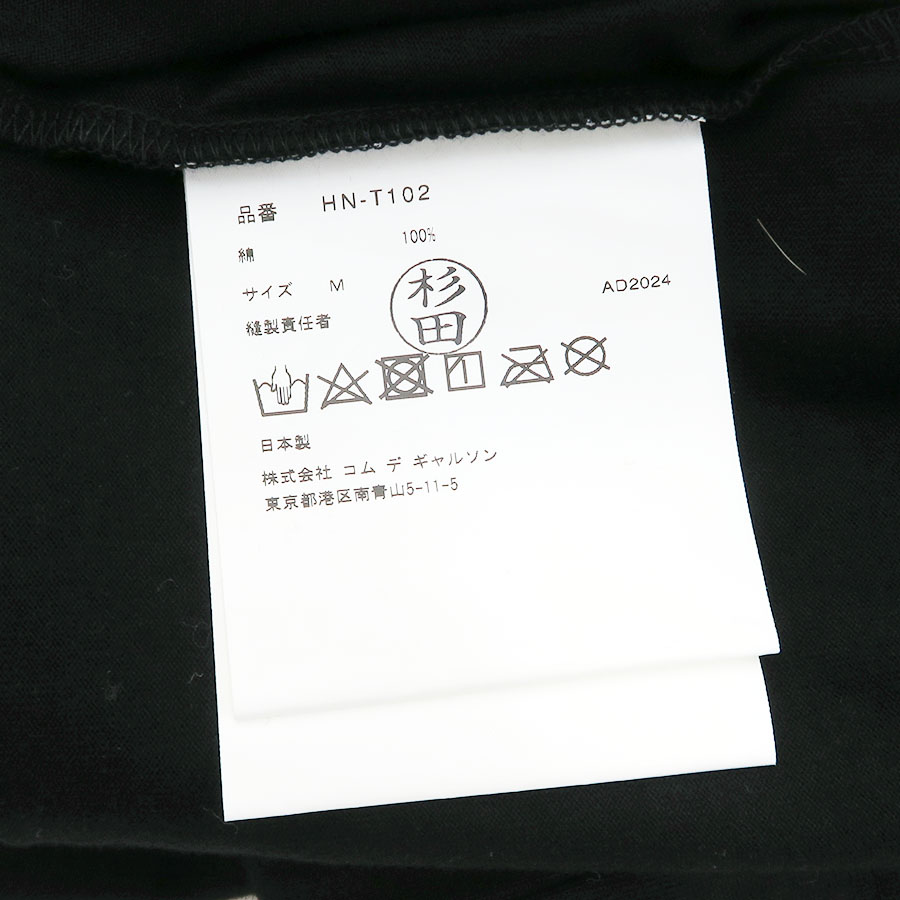 品番 HN-T102
綿 100%
サイズ M AD2024
縫製責任者 杉田
日本製
株式会社 コム デ ギャルソン
東京都港区南青山5-11-5